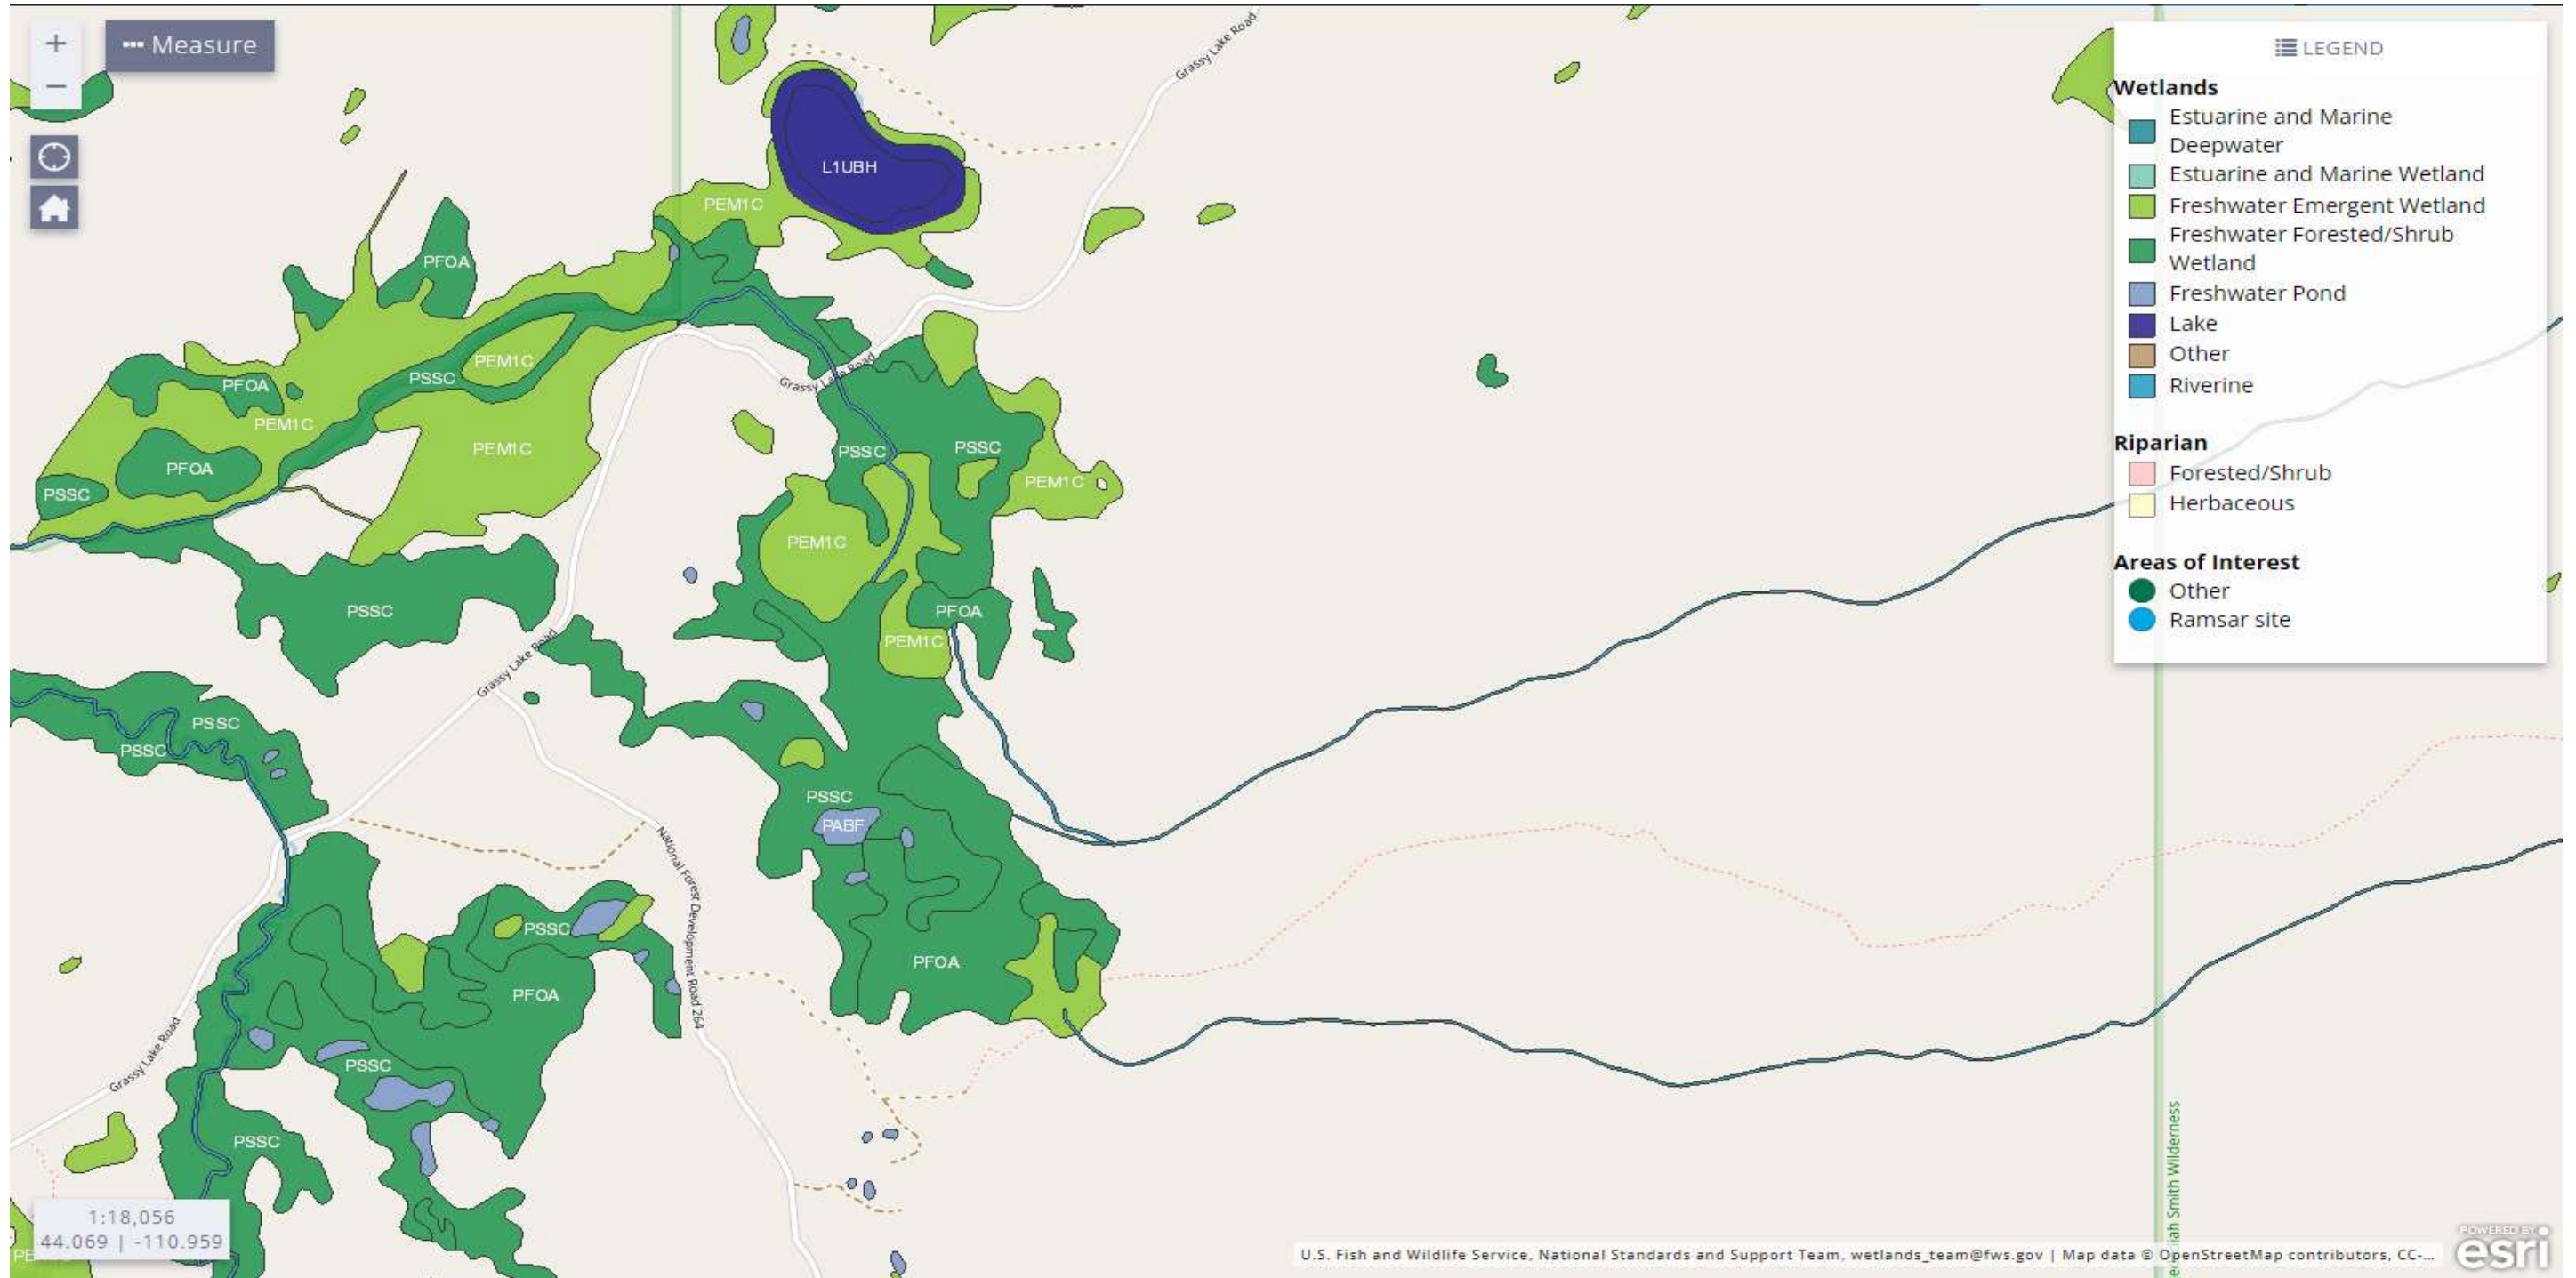 +
−
Measure
Grassy Lake Road
L1UBH
PEM1C
PFOA
PEM1C
PSSC
PFOA
PEM1C
Grassy Lake Road
PEM1C
PFOA
PSSC
PSSC
PSSC
PEM1C
PSSC
PEM1C
PSSC
PFOA
PEM1C
Grassy Lake Road
PSSC
PSSC
PSSC
PABF
National Forest Development Road 264
PSSC
PFOA
PFOA
Grassy Lake Road
PSSC
PSSC
1:18,056
44.069 | -110.959
LEGEND
Wetlands
Estuarine and Marine
Deepwater
Estuarine and Marine Wetland
Freshwater Emergent Wetland
Freshwater Forested/Shrub
Wetland
Freshwater Pond
Lake
Other
Riverine
Riparian
Forested/Shrub
Herbaceous
Areas of Interest
Other
Ramsar site
Smith Wilderness
U.S. Fish and Wildlife Service, National Standards and Support Team, wetlands_team@fws.gov | Map data © OpenStreetMap contributors, CC-...
POWERED BY
esri